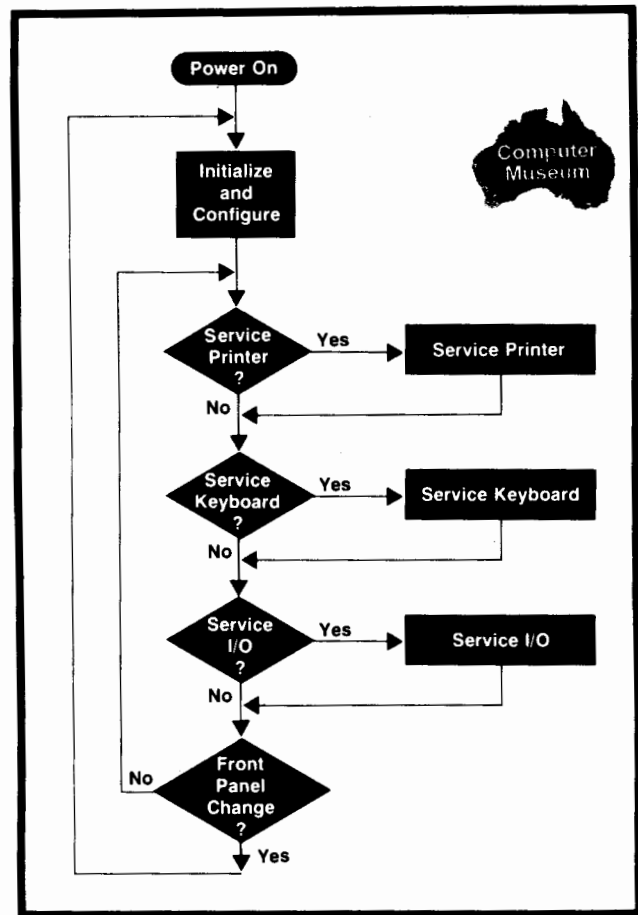 Power On
Computer
Museum
Initialize
and
Configure
Service
Printer
?
Yes
Service Printer
No
Service
Keyboard
?
Yes
Service Keyboard
No
Service
I/O
?
Yes
Service I/O
No
Front
Panel
Change
?
No
Yes